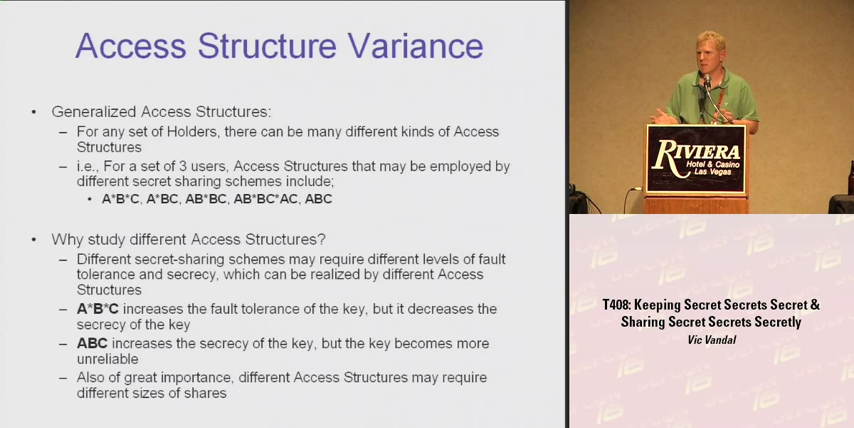 Access Structure Variance
• Generalized Access Structures:
– For any set of Holders, there can be many different kinds of Access
Structures
– i.e., For a set of 3 users, Access Structures that may be employed by
different secret sharing schemes include;
• A*B*C, A*BC, AB*BC, AB*BC*AC, ABC
• Why study different Access Structures?
– Different secret-sharing schemes may require different levels of fault
tolerance and secrecy, which can be realized by different Access
Structures
– A*B*C increases the fault tolerance of the key, but it decreases the
secrecy of the key
– ABC increases the secrecy of the key, but the key becomes more
unreliable
– Also of great importance, different Access Structures may require
different sizes of shares
RIVIERA
Hotel & Casino
Las Vegas
T408: Keeping Secret Secrets Secret &
Sharing Secret Secrets Secretly
Vic Vandal